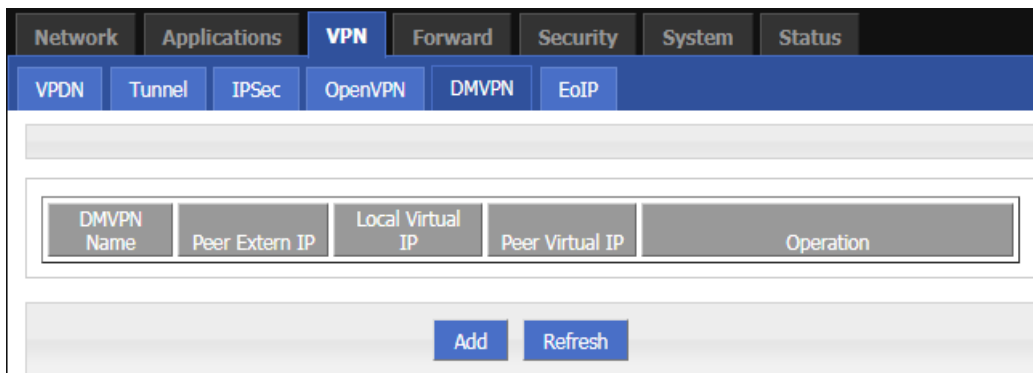 Network Applications VPN Forward Security System Status
VPDN Tunnel IPSec OpenVPN DMVPN EoIP
DMVPN Name Peer Extern IP Local Virtual IP Peer Virtual IP Operation
Add Refresh